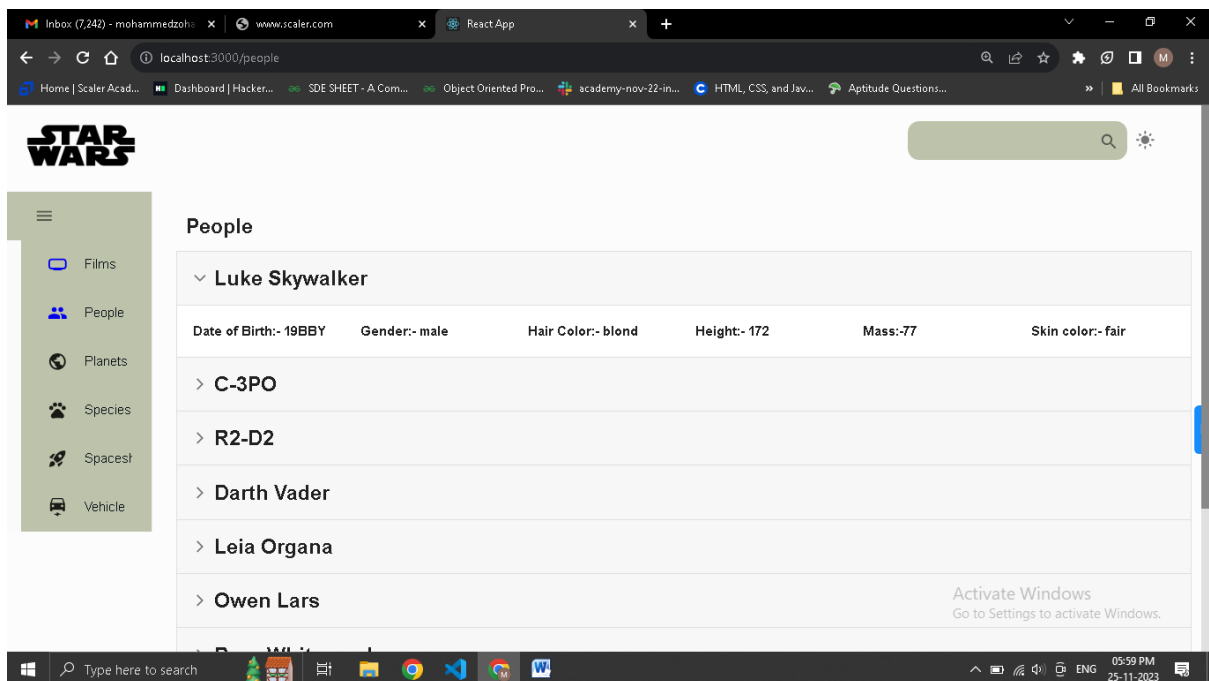 Inbox (7,242) - mohammedzoha
www.scaler.com
React App
localhost:3000/people
M
Home | Scaler Acad...
Dashboard | Hacker...
SDE SHEET - A Com...
Object Oriented Pro...
academy-nov-22-in...
HTML, CSS, and Jav...
Aptitude Questions...
»
All Bookmarks
STAR
WARS
People
Films
People
Planets
Species
Spacesh
Vehicle
Luke Skywalker
Date of Birth:- 19BBY Gender:- male Hair Color:- blond Height:- 172 Mass:-77 Skin color:- fair
C-3PO
R2-D2
Darth Vader
Leia Organa
Owen Lars
Activate Windows
Go to Settings to activate Windows.
Type here to search
ENG
05:59 PM
25-11-2023